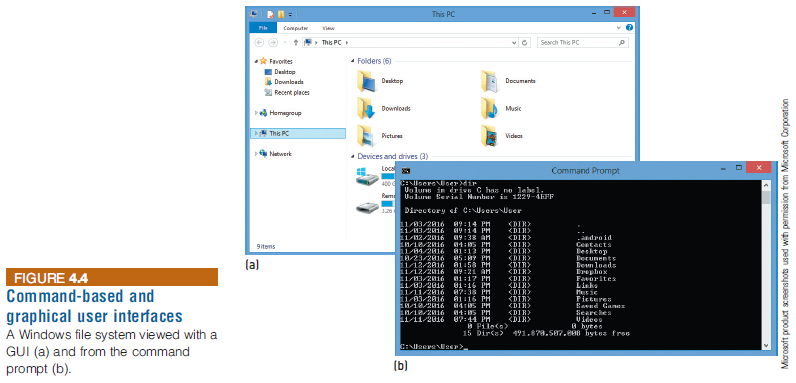 This PC
File
Computer
View
This PC
Search This PC
Favorites
Desktop
Downloads
Recent places
Homegroup
This PC
Network
Folders (6)
Desktop
Documents
Downloads
Music
Pictures
Videos
Devices and drives (3)
Local
400 G
Remo
3.26
9 items
(a)
Command Prompt
C:\Users\User>dir
Volume in drive C has no label.
Volume Serial Number is 1229-4EFF
Directory of C:\Users\User
11/03/2016 09:14 PM <DIR> .
11/03/2016 09:14 PM <DIR> ..
11/02/2016 09:38 AM <DIR> .android
10/10/2016 04:05 PM <DIR> Contacts
11/04/2016 01:13 PM <DIR> Desktop
10/23/2016 05:09 PM <DIR> Documents
11/12/2016 01:58 PM <DIR> Downloads
11/12/2016 09:21 AM <DIR> Dropbox
11/03/2016 01:17 PM <DIR> Favorites
11/03/2016 01:16 PM <DIR> Links
11/11/2016 07:38 PM <DIR> Music
11/03/2016 01:16 PM <DIR> Pictures
10/10/2016 04:05 PM <DIR> Saved Games
10/10/2016 04:05 PM <DIR> Searches
11/11/2016 07:44 PM <DIR> Videos
0 File(s) 0 bytes
15 Dir(s) 491,870,507,008 bytes free
C:\Users\User>_
(b)
FIGURE 4.4
Command-based and
graphical user interfaces
A Windows file system viewed with a
GUI (a) and from the command
prompt (b).
Microsoft product screenshots used with permission from Microsoft Corporation